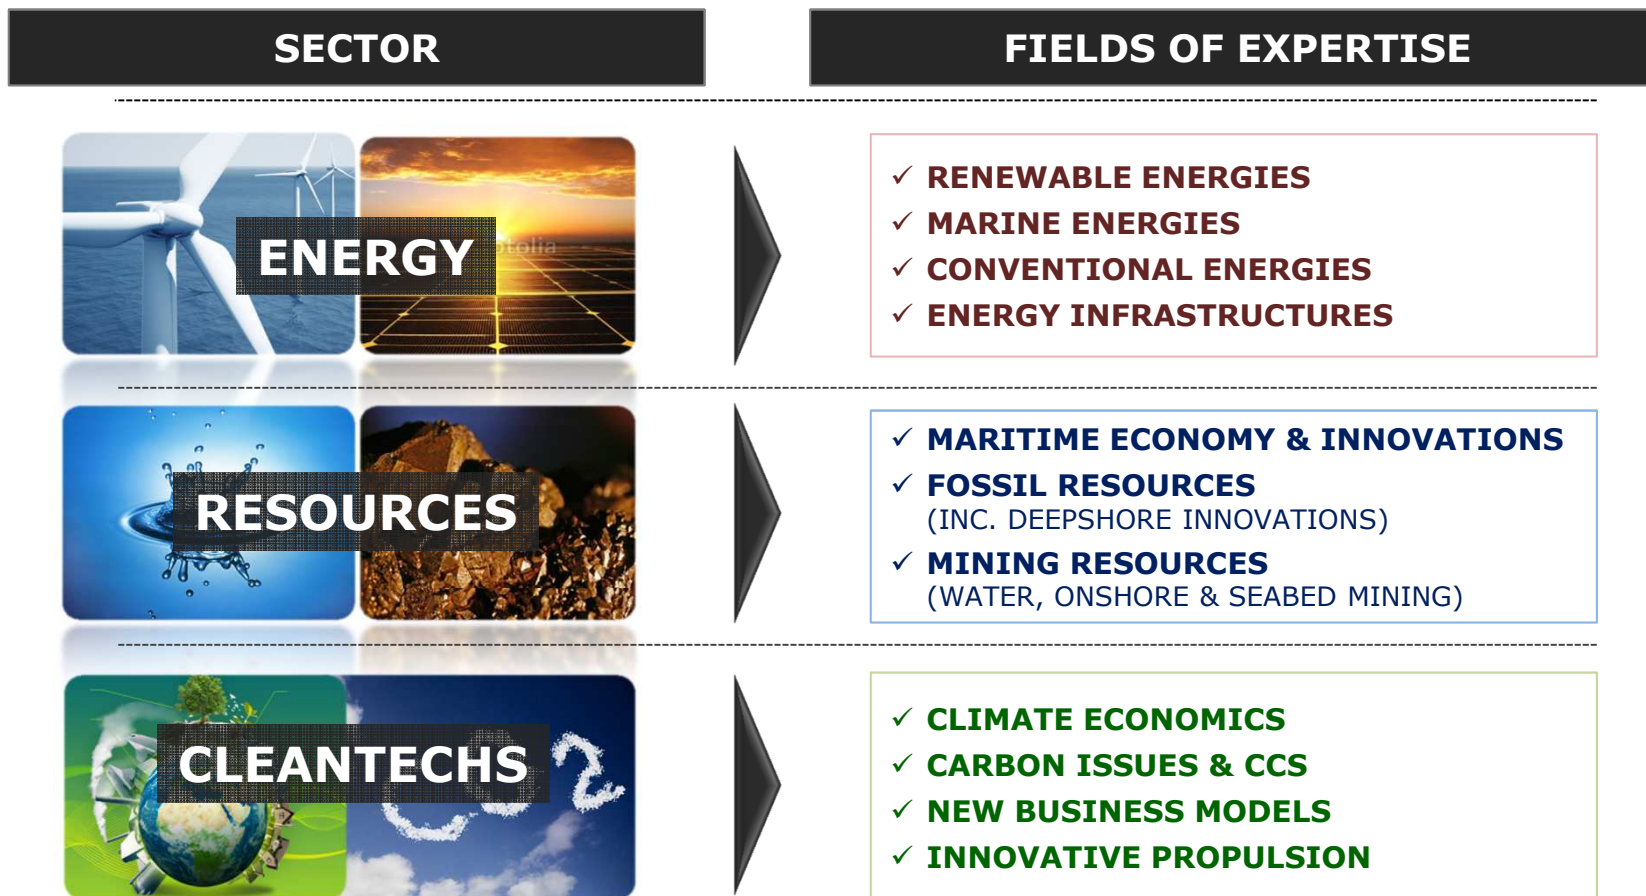 SECTOR
FIELDS OF EXPERTISE
ENERGY
✓ RENEWABLE ENERGIES
✓ MARINE ENERGIES
✓ CONVENTIONAL ENERGIES
✓ ENERGY INFRASTRUCTURES
RESOURCES
✓ MARITIME ECONOMY & INNOVATIONS
✓ FOSSIL RESOURCES
(INC. DEEPSHORE INNOVATIONS)
✓ MINING RESOURCES
(WATER, ONSHORE & SEABED MINING)
CLEANTECHS
✓ CLIMATE ECONOMICS
✓ CARBON ISSUES & CCS
✓ NEW BUSINESS MODELS
✓ INNOVATIVE PROPULSION